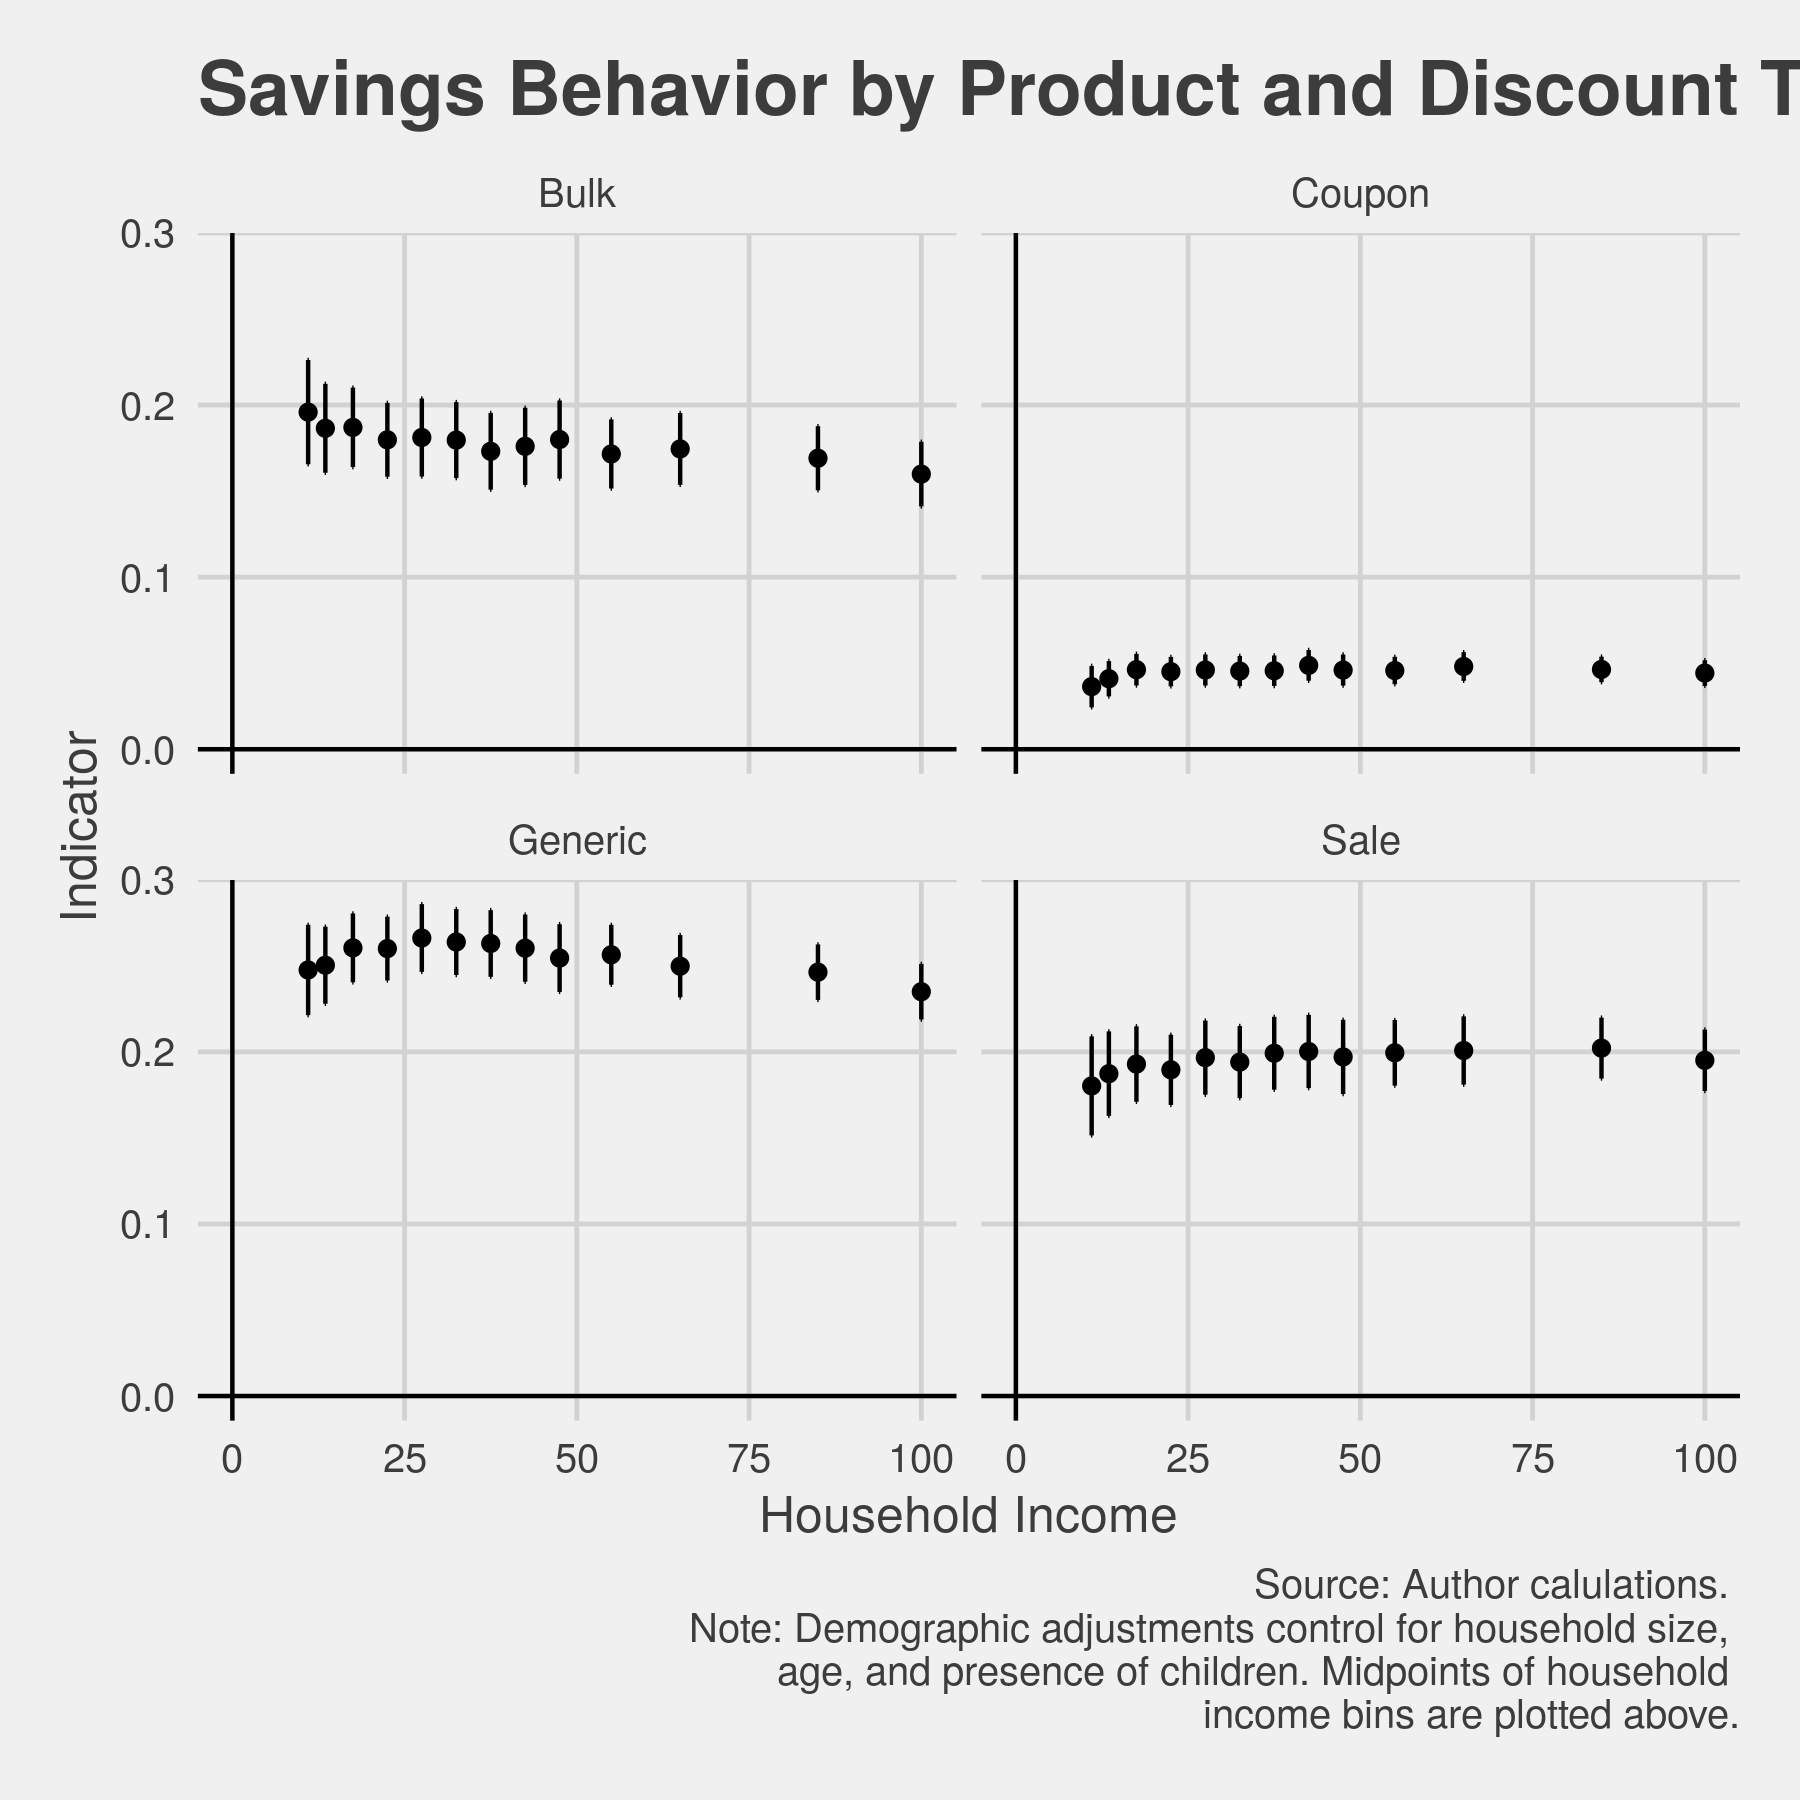 Savings Behavior by Product and Discount T
Bulk
Coupon
0.3
0.2
0.1
0.0
Indicator
Generic
Sale
0.3
0.2
0.1
0.0
0 25 50 75 100 0 25 50 75 100
Household Income
Source: Author calulations.
Note: Demographic adjustments control for household size,
age, and presence of children. Midpoints of household
income bins are plotted above.